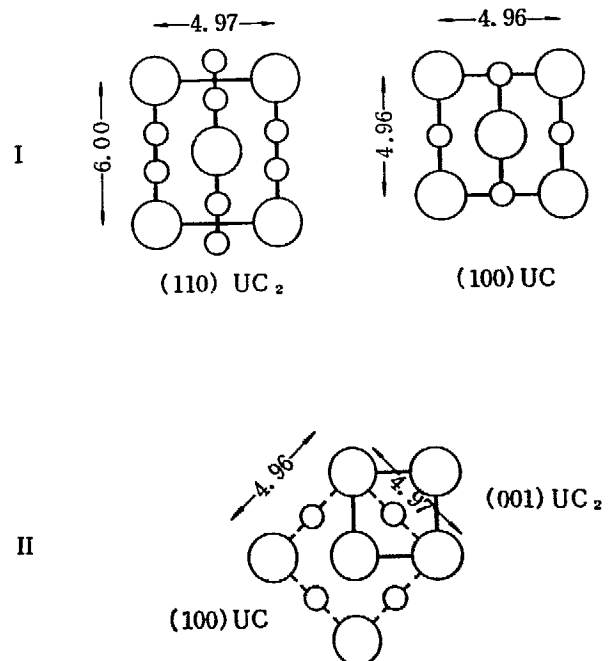 4.97
4.96
I
6.00
4.96
(110) UC₂
(100) UC
4.96
4.97
(001) UC₂
II
(100) UC